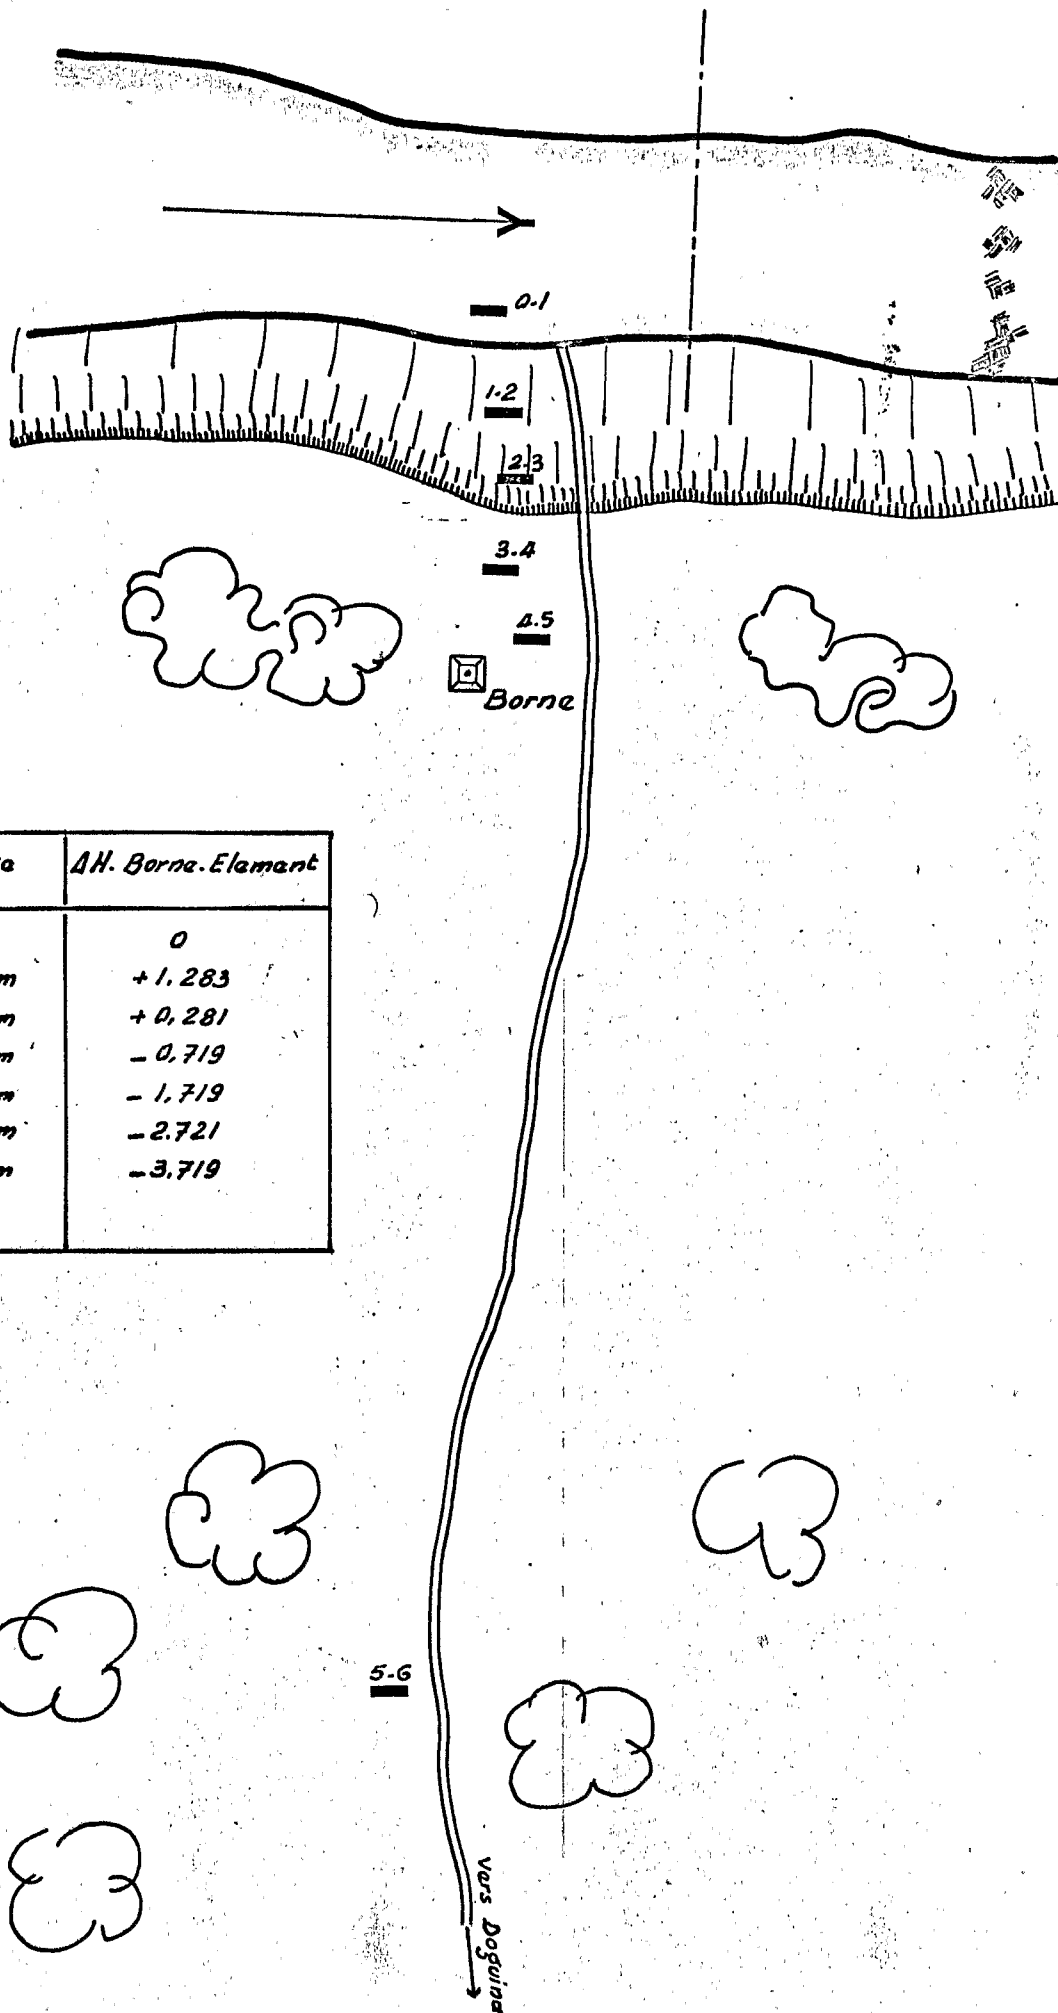 0-1
1-2
2-3
3-4
4.5
Borne
ΔH. Borne. Element
0
m + 1.283
m + 0,281
m - 0,719
m - 1,719
m - 2.721
m - 3,719
5-6
Vers Doguina